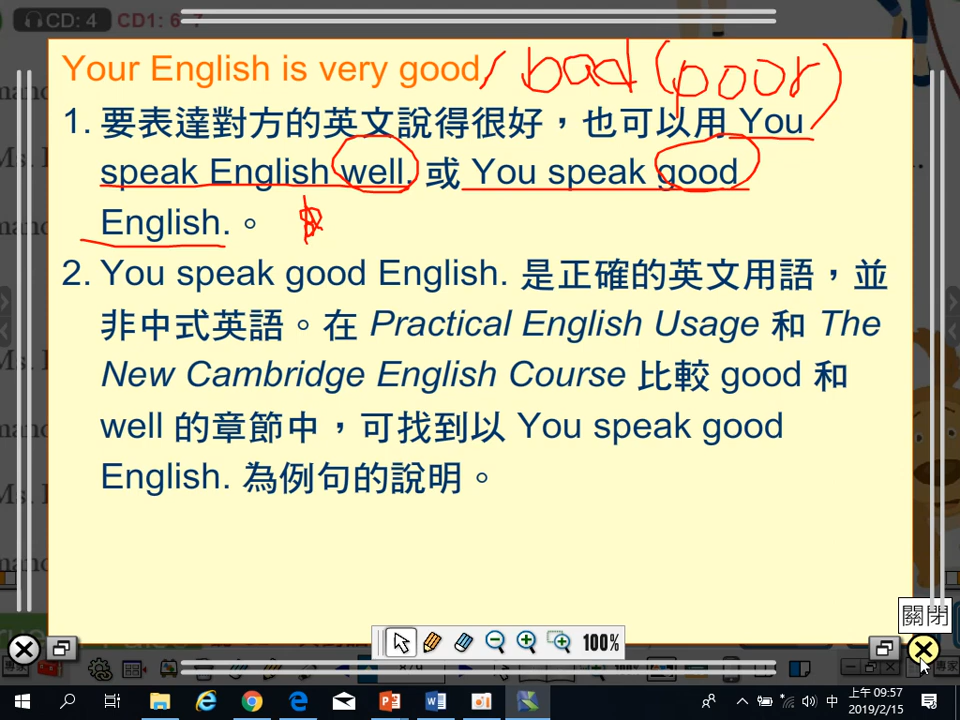 CD: 4 CD1: 6
Your English is very good / bad (poor)
1. 要表達對方的英文說得很好，也可以用 You
speak English well. 或 You speak good
English.。
2. You speak good English. 是正確的英文用語，並
非中式英語。在 Practical English Usage 和 The
New Cambridge English Course 比較 good 和
well 的章節中，可找到以 You speak good
English. 為例句的說明。
關閉
100%
上午 09:57
中
2019/2/15